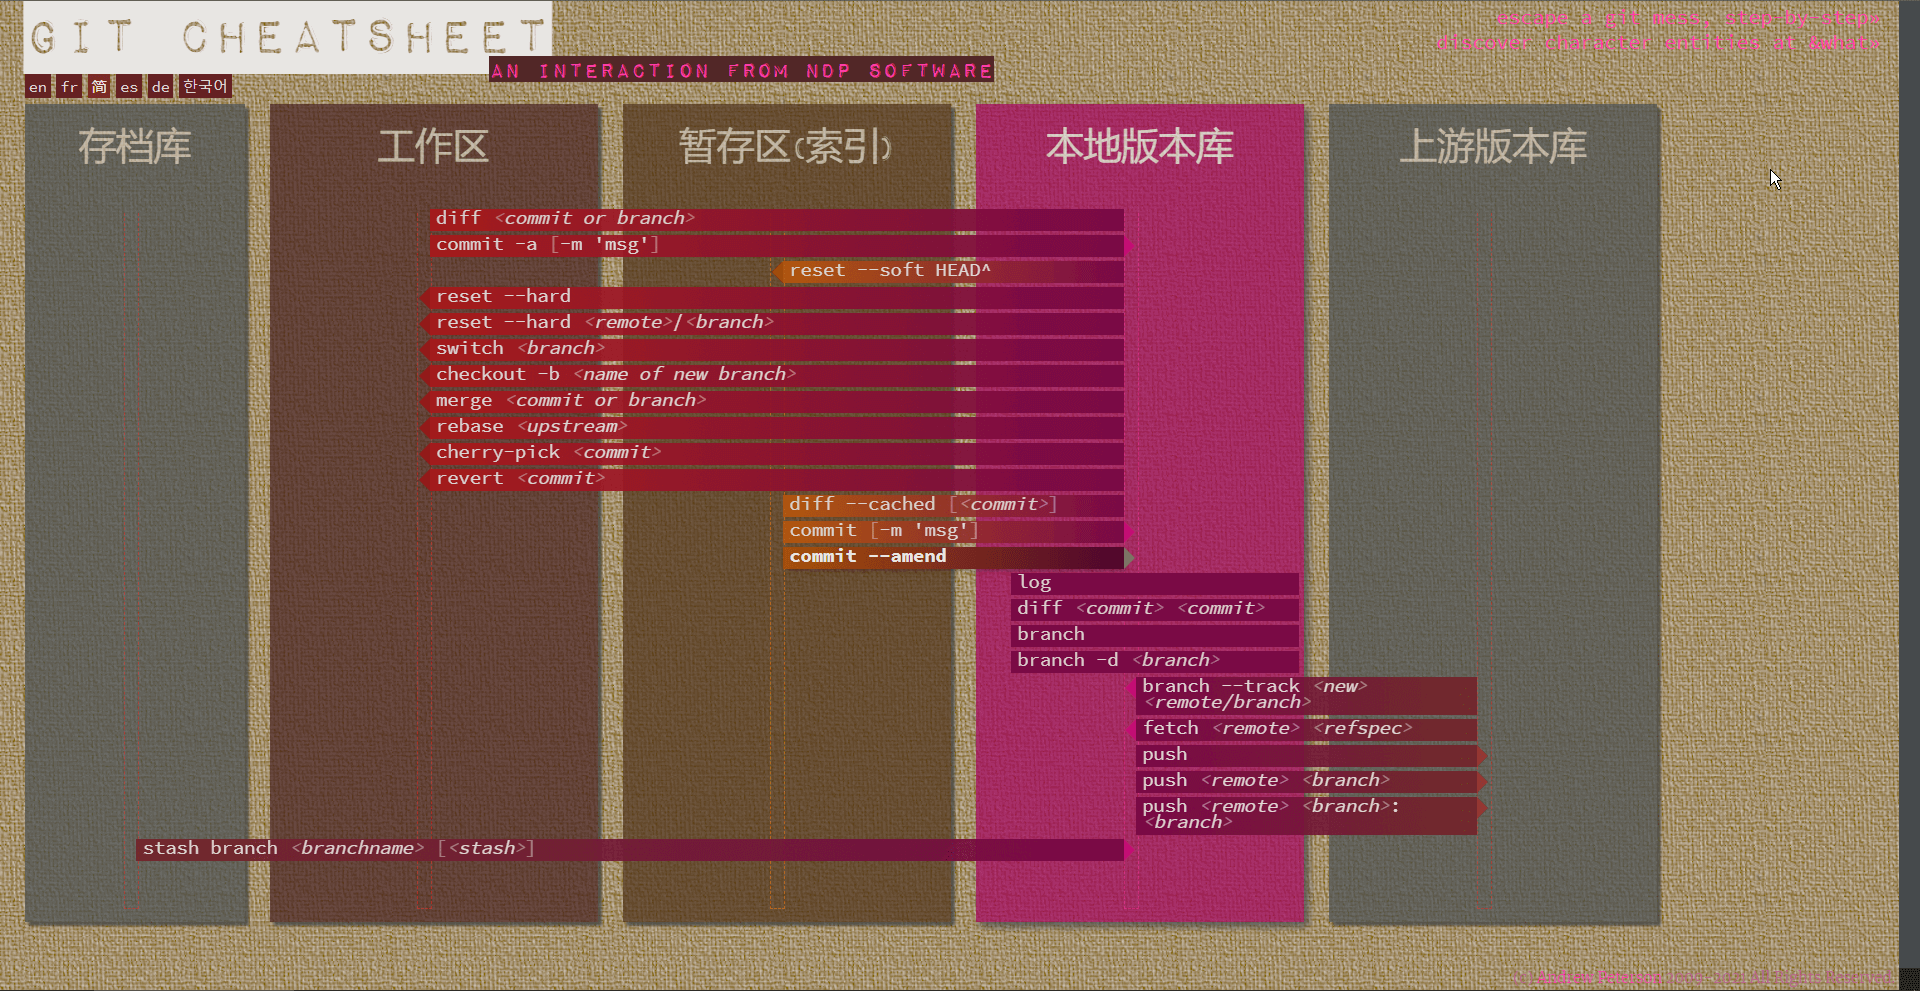 GIT CHEATSHEET
escape a git mess, step by step»
discover character entities at &what»
AN INTERACTION FROM NDP SOFTWARE
en fr 简 es de 한국어
存档库 工作区 暂存区(索引) 本地版本库 上游版本库
diff <commit or branch>
commit -a [-m 'msg']
reset --soft HEAD^
reset --hard
reset --hard <remote>/<branch>
switch <branch>
checkout -b <name of new branch>
merge <commit or branch>
rebase <upstream>
cherry-pick <commit>
revert <commit>
diff --cached [<commit>]
commit [-m 'msg']
commit --amend
log
diff <commit> <commit>
branch
branch -d <branch>
branch --track <new>
<remote/branch>
fetch <remote> <refspec>
push
push <remote> <branch>
push <remote> <branch>:
<branch>
stash branch <branchname> [<stash>]